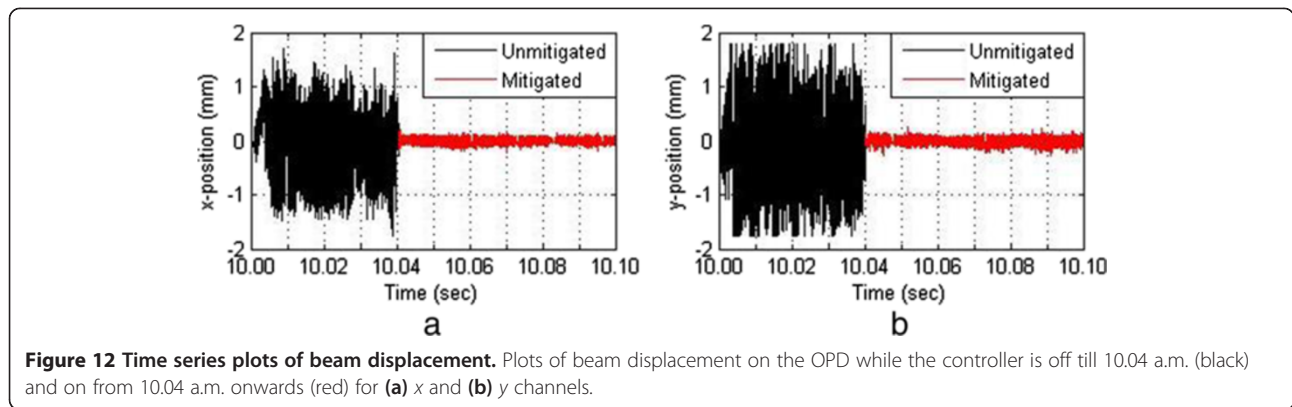 2
1
0
-1
-2
x-position (mm)
Unmitigated
Mitigated
10.00 10.02 10.04 10.06 10.08 10.10
Time (sec)
a
2
1
0
-1
-2
y-position (mm)
Unmitigated
Mitigated
10.00 10.02 10.04 10.06 10.08 10.10
Time (sec)
b
Figure 12 Time series plots of beam displacement. Plots of beam displacement on the OPD while the controller is off till 10.04 a.m. (black)
and on from 10.04 a.m. onwards (red) for (a) x and (b) y channels.